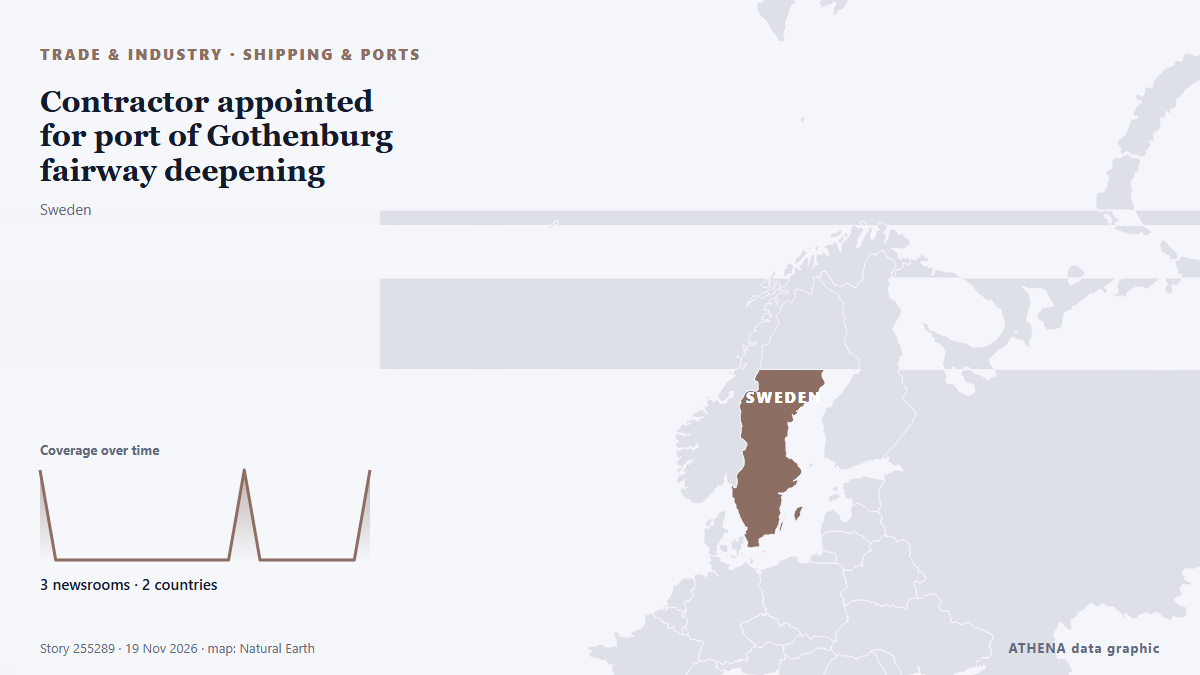 TRADE & INDUSTRY · SHIPPING & PORTS
Contractor appointed
for port of Gothenburg
fairway deepening
Sweden
SWEDEN
Coverage over time
3 newsrooms · 2 countries
Story 255289 · 19 Nov 2026 · map: Natural Earth
ATHENA data graphic